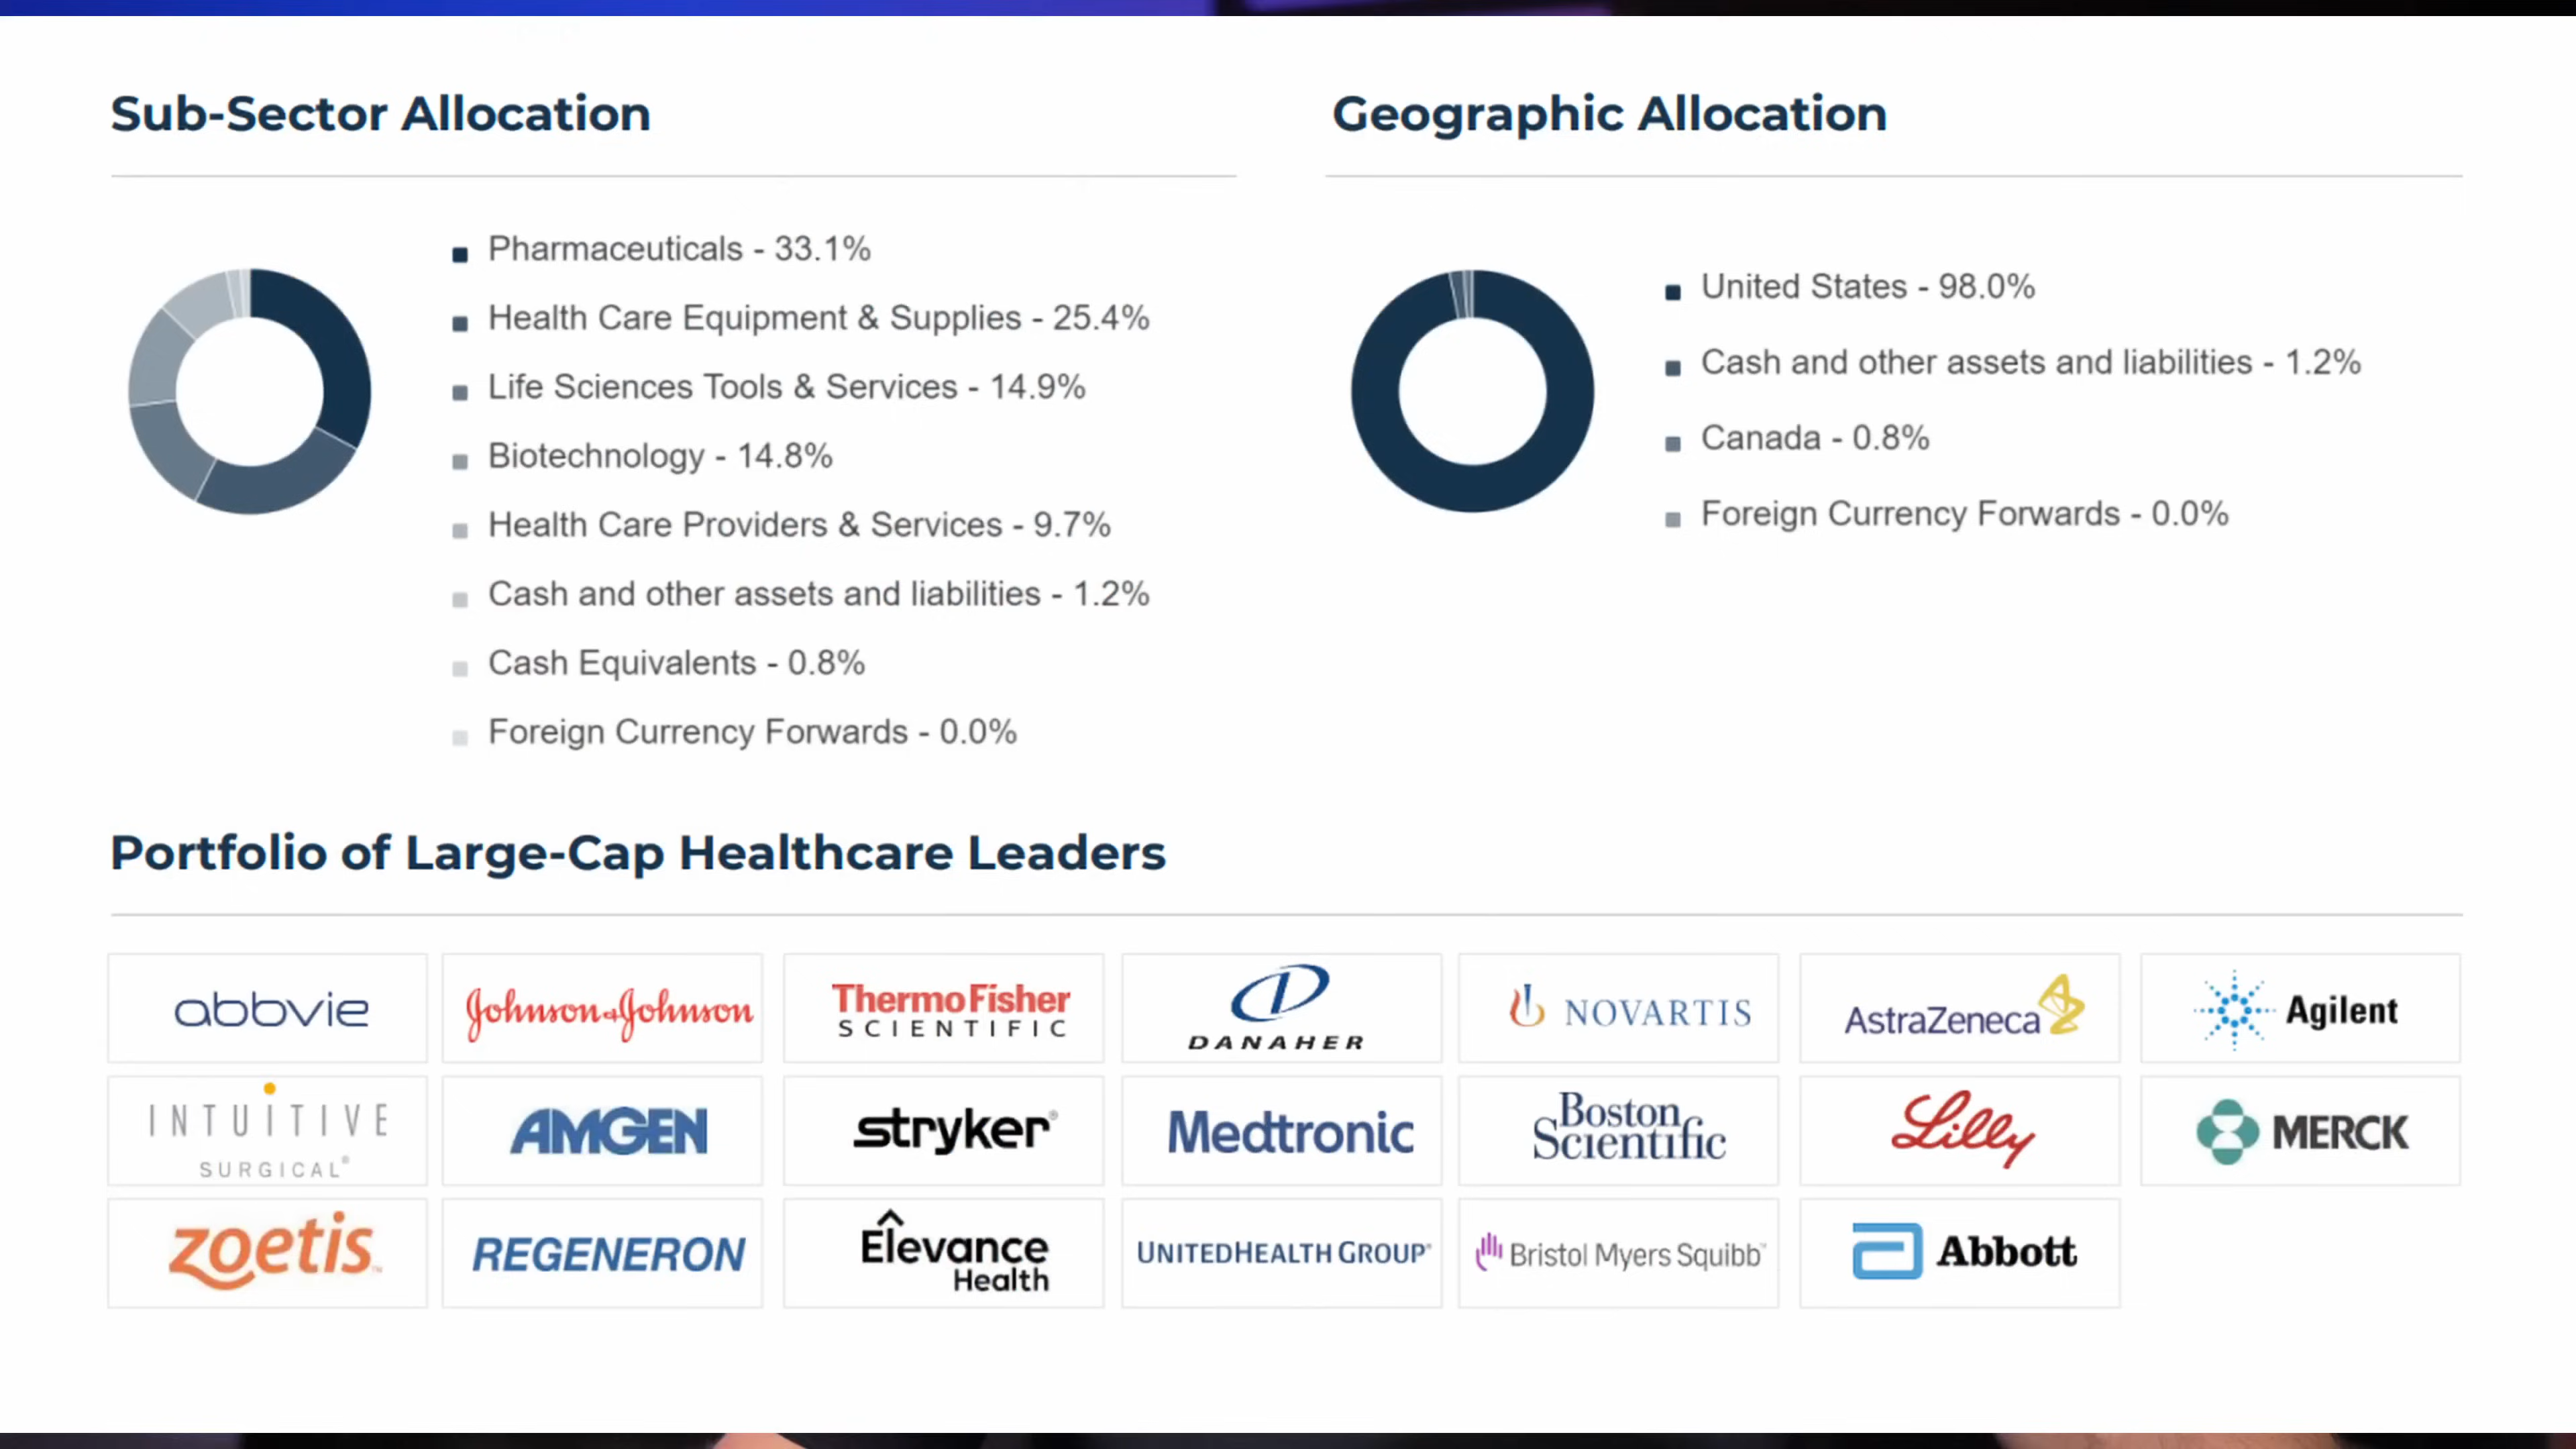 Sub-Sector Allocation
Pharmaceuticals - 33.1%
Health Care Equipment & Supplies - 25.4%
Life Sciences Tools & Services - 14.9%
Biotechnology - 14.8%
Health Care Providers & Services - 9.7%
Cash and other assets and liabilities - 1.2%
Cash Equivalents - 0.8%
Foreign Currency Forwards - 0.0%
Geographic Allocation
United States - 98.0%
Cash and other assets and liabilities - 1.2%
Canada - 0.8%
Foreign Currency Forwards - 0.0%
Portfolio of Large-Cap Healthcare Leaders
abbvie
Johnson & Johnson
ThermoFisher
SCIENTIFIC
DANAHER
NOVARTIS
AstraZeneca
Agilent
INTUITIVE
SURGICAL®
AMGEN
stryker®
Medtronic
Boston
Scientific
Lilly
MERCK
zoetis™
REGENERON
Elevance
Health
UNITEDHEALTH GROUP®
Bristol Myers Squibb™
Abbott